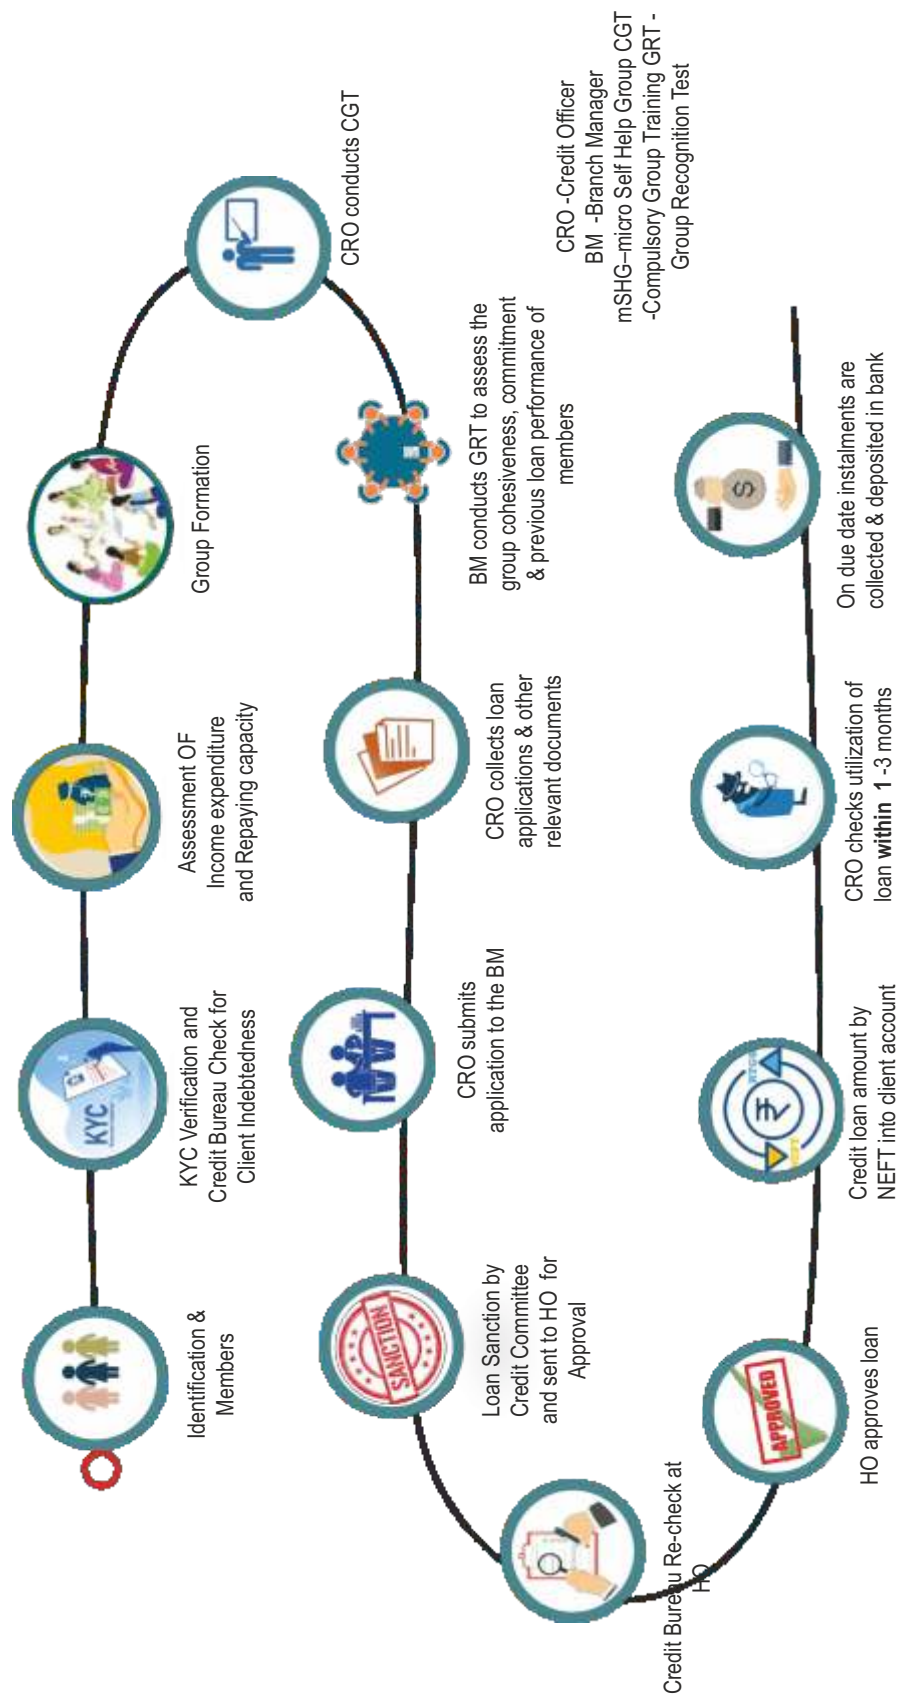 Identification &
Members
KYC
KYC Verification and
Credit Bureau Check for
Client Indebtedness
Assessment OF
Income expenditure
and Repaying capacity
Group Formation
CRO conducts CGT
BM conducts GRT to assess the
group cohesiveness, commitment
& previous loan performance of
members
CRO collects loan
applications & other
relevant documents
CRO submits
application to the BM
SANCTION
Loan Sanction by
Credit Committee
and sent to HO for
Approval
Credit Bureau Re-check at
HO
APPROVED
HO approves loan
NEFT
RTGS
₹
Credit loan amount by
NEFT into client account
CRO checks utilization of
loan within 1 -3 months
$
On due date instalments are
collected & deposited in bank
CRO -Credit Officer
BM -Branch Manager
mSHG–micro Self Help Group CGT
-Compulsory Group Training GRT -
Group Recognition Test